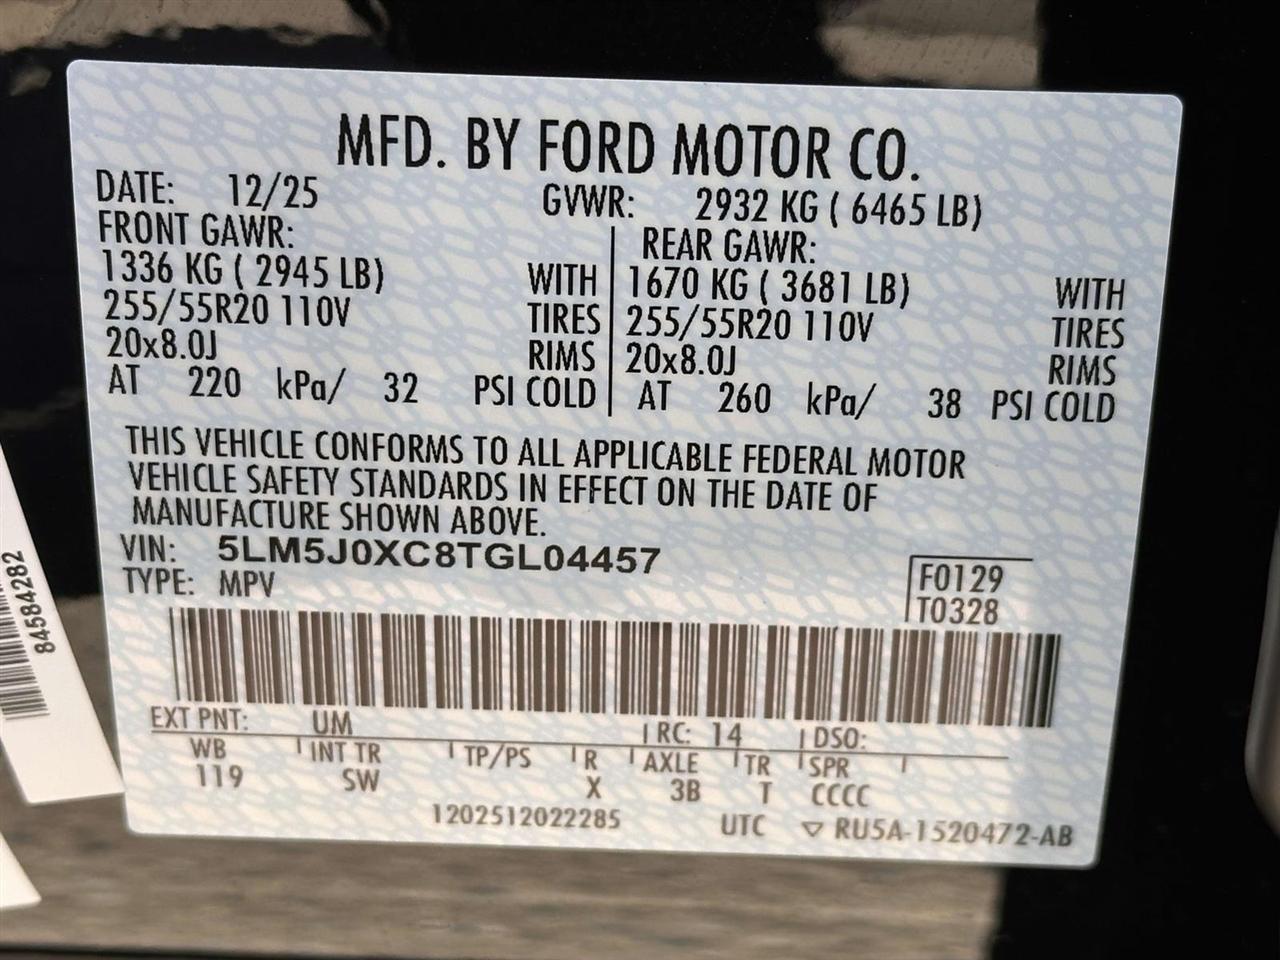 MFD. BY FORD MOTOR CO.
DATE: 12/25 GVWR: 2932 KG ( 6465 LB)
FRONT GAWR: REAR GAWR:
1336 KG ( 2945 LB) WITH 1670 KG ( 3681 LB) WITH
255/55R20 110V TIRES 255/55R20 110V TIRES
20x8.0J RIMS 20x8.0J RIMS
AT 220 kPa/ 32 PSI COLD AT 260 kPa/ 38 PSI COLD
THIS VEHICLE CONFORMS TO ALL APPLICABLE FEDERAL MOTOR
VEHICLE SAFETY STANDARDS IN EFFECT ON THE DATE OF
MANUFACTURE SHOWN ABOVE.
VIN: 5LM5J0XC8TGL04457
TYPE: MPV
F0129
T0328
EXT PNT: UM RC: 14 DSO:
WB INT TR TP/PS R AXLE TR SPR
119 SW X 3B T CCCC
1202512022285 UTC ▽ RU5A-1520472-AB
84584282